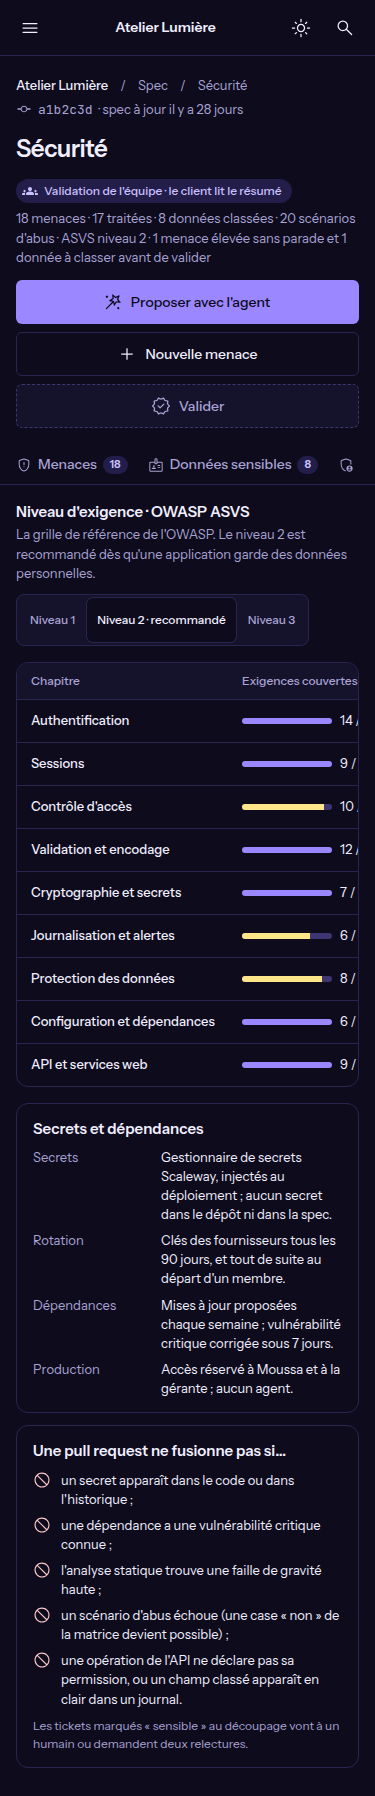 Atelier Lumière
Atelier Lumière / Spec / Sécurité
a1b2c3d · spec à jour il y a 28 jours
Sécurité
Validation de l'équipe · le client lit le résumé
18 menaces · 17 traitées · 8 données classées · 20 scénarios
d'abus · ASVS niveau 2 · 1 menace élevée sans parade et 1
donnée à classer avant de valider
Proposer avec l'agent
Nouvelle menace
Valider
Menaces 18 Données sensibles 8
Niveau d'exigence · OWASP ASVS
La grille de référence de l'OWASP. Le niveau 2 est
recommandé dès qu'une application garde des données
personnelles.
Niveau 1 Niveau 2 · recommandé Niveau 3
Chapitre Exigences couvertes
Authentification 14 /
Sessions 9 /
Contrôle d'accès 10 /
Validation et encodage 12 /
Cryptographie et secrets 7 /
Journalisation et alertes 6 /
Protection des données 8 /
Configuration et dépendances 6 /
API et services web 9 /
Secrets et dépendances
Secrets Gestionnaire de secrets
Scaleway, injectés au
déploiement ; aucun secret
dans le dépôt ni dans la spec.
Rotation Clés des fournisseurs tous les
90 jours, et tout de suite au
départ d'un membre.
Dépendances Mises à jour proposées
chaque semaine ; vulnérabilité
critique corrigée sous 7 jours.
Production Accès réservé à Moussa et à la
gérante ; aucun agent.
Une pull request ne fusionne pas si…
un secret apparaît dans le code ou dans
l'historique ;
une dépendance a une vulnérabilité critique
connue ;
l'analyse statique trouve une faille de gravité
haute ;
un scénario d'abus échoue (une case « non » de
la matrice devient possible) ;
une opération de l'API ne déclare pas sa
permission, ou un champ classé apparaît en
clair dans un journal.
Les tickets marqués « sensible » au découpage vont à un
humain ou demandent deux relectures.